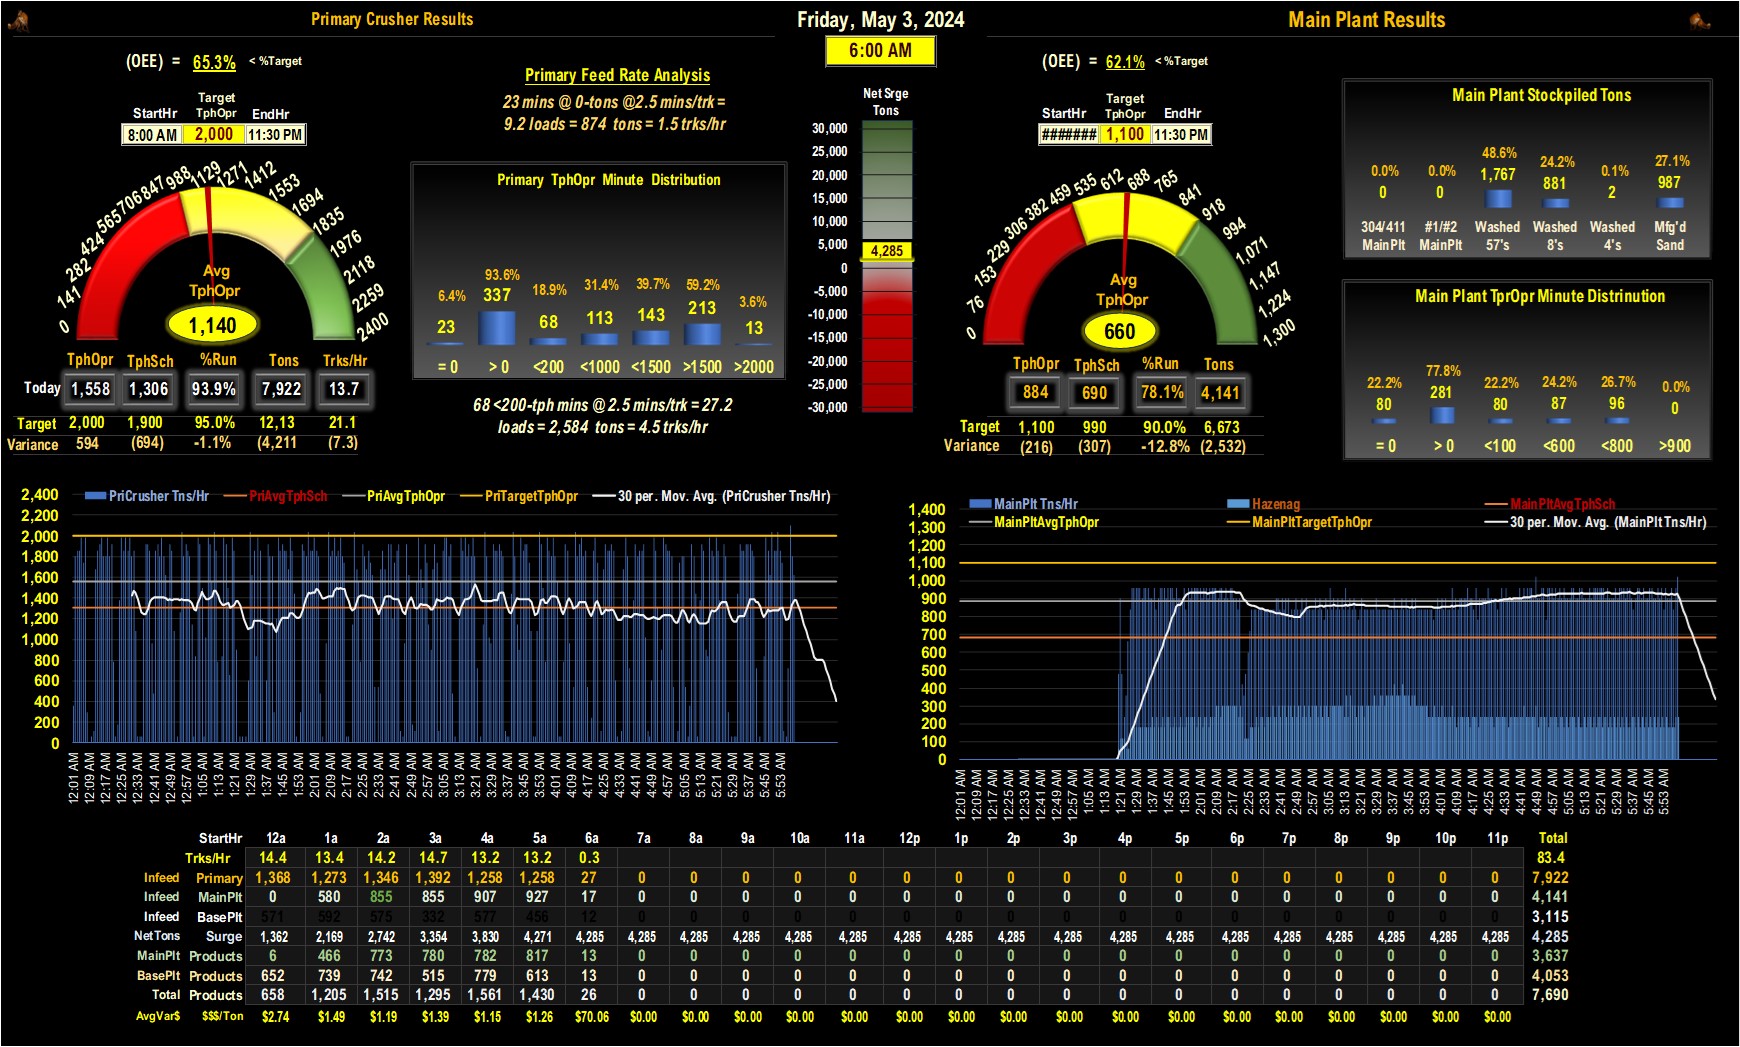 Primary Crusher Results
Friday, May 3, 2024
Main Plant Results
6:00 AM
(OEE) = 65.3% < %Target
Target
StartHr TphOpr EndHr
8:00 AM 2,000 11:30 PM
0 141 282 424 565 706 847 988 1129 1271 1412 1553 1694 1835 1976 2118 2259 2400
Avg
TphOpr
1,140
TphOpr TphSch %Run Tons Trks/Hr
Today 1,558 1,306 93.9% 7,922 13.7
Target 2,000 1,900 95.0% 12,13 21.1
Variance 594 (694) -1.1% (4,211 (7.3)
Primary Feed Rate Analysis
23 mins @ 0-tons @2.5 mins/trk =
9.2 loads = 874 tons = 1.5 trks/hr
Primary TphOpr Minute Distribution
6.4% 93.6% 18.9% 31.4% 39.7% 59.2% 3.6%
23 337 68 113 143 213 13
= 0 > 0 <200 <1000 <1500 >1500 >2000
68 <200-tph mins @ 2.5 mins/trk = 27.2
loads = 2,584 tons = 4.5 trks/hr
Net Srge
Tons
30,000
25,000
20,000
15,000
10,000
5,000
4,285
0
-5,000
-10,000
-15,000
-20,000
-25,000
-30,000
(OEE) = 62.1% < %Target
Target
StartHr TphOpr EndHr
####### 1,100 11:30 PM
0 76 153 229 306 382 459 535 612 688 765 841 918 994 1,071 1,147 1,224 1,300
Avg
TphOpr
660
TphOpr TphSch %Run Tons
884 690 78.1% 4,141
Target 1,100 990 90.0% 6,673
Variance (216) (307) -12.8% (2,532)
Main Plant Stockpiled Tons
0.0% 0.0% 48.6% 24.2% 0.1% 27.1%
0 0 1,767 881 2 987
304/411 #1/#2 Washed Washed Washed Mfg'd
MainPlt MainPlt 57's 8's 4's Sand
Main Plant TprOpr Minute Distrinution
22.2% 77.8% 22.2% 24.2% 26.7% 0.0%
80 281 80 87 96 0
= 0 > 0 <100 <600 <800 >900
PriCrusher Tns/Hr PriAvgTphSch PriAvgTphOpr PriTargetTphOpr 30 per. Mov. Avg. (PriCrusher Tns/Hr)
2,400
2,200
2,000
1,800
1,600
1,400
1,200
1,000
800
600
400
200
0
12:01 AM 12:09 AM 12:17 AM 12:25 AM 12:33 AM 12:41 AM 12:49 AM 12:57 AM 1:05 AM 1:13 AM 1:21 AM 1:29 AM 1:37 AM 1:45 AM 1:53 AM 2:01 AM 2:09 AM 2:17 AM 2:25 AM 2:33 AM 2:41 AM 2:49 AM 2:57 AM 3:05 AM 3:13 AM 3:21 AM 3:29 AM 3:37 AM 3:45 AM 3:53 AM 4:01 AM 4:09 AM 4:17 AM 4:25 AM 4:33 AM 4:41 AM 4:49 AM 4:57 AM 5:05 AM 5:13 AM 5:21 AM 5:29 AM 5:37 AM 5:45 AM 5:53 AM
MainPlt Tns/Hr Hazenag MainPltAvgTphSch
MainPltAvgTphOpr MainPltTargetTphOpr 30 per. Mov. Avg. (MainPlt Tns/Hr)
1,400
1,300
1,200
1,100
1,000
900
800
700
600
500
400
300
200
100
0
12:01 AM 12:09 AM 12:17 AM 12:25 AM 12:33 AM 12:41 AM 12:49 AM 12:57 AM 1:05 AM 1:13 AM 1:21 AM 1:29 AM 1:37 AM 1:45 AM 1:53 AM 2:01 AM 2:09 AM 2:17 AM 2:25 AM 2:33 AM 2:41 AM 2:49 AM 2:57 AM 3:05 AM 3:13 AM 3:21 AM 3:29 AM 3:37 AM 3:45 AM 3:53 AM 4:01 AM 4:09 AM 4:17 AM 4:25 AM 4:33 AM 4:41 AM 4:49 AM 4:57 AM 5:05 AM 5:13 AM 5:21 AM 5:29 AM 5:37 AM 5:45 AM 5:53 AM
StartHr 12a 1a 2a 3a 4a 5a 6a 7a 8a 9a 10a 11a 12p 1p 2p 3p 4p 5p 6p 7p 8p 9p 10p 11p Total
Trks/Hr 14.4 13.4 14.2 14.7 13.2 13.2 0.3 83.4
Infeed Primary 1,368 1,273 1,346 1,392 1,258 1,258 27 0 0 0 0 0 0 0 0 0 0 0 0 0 0 0 0 0 7,922
Infeed MainPlt 0 580 855 855 907 927 17 0 0 0 0 0 0 0 0 0 0 0 0 0 0 0 0 0 4,141
Infeed BasePlt 571 592 575 332 577 456 12 0 0 0 0 0 0 0 0 0 0 0 0 0 0 0 0 0 3,115
NetTons Surge 1,362 2,169 2,742 3,354 3,830 4,271 4,285 4,285 4,285 4,285 4,285 4,285 4,285 4,285 4,285 4,285 4,285 4,285 4,285 4,285 4,285 4,285 4,285 4,285 4,285
MainPlt Products 6 466 773 780 782 817 13 0 0 0 0 0 0 0 0 0 0 0 0 0 0 0 0 0 3,637
BasePlt Products 652 739 742 515 779 613 13 0 0 0 0 0 0 0 0 0 0 0 0 0 0 0 0 0 4,053
Total Products 658 1,205 1,515 1,295 1,561 1,430 26 0 0 0 0 0 0 0 0 0 0 0 0 0 0 0 0 0 7,690
AvgVar$ $$$/Ton $2.74 $1.49 $1.19 $1.39 $1.15 $1.26 $70.06 $0.00 $0.00 $0.00 $0.00 $0.00 $0.00 $0.00 $0.00 $0.00 $0.00 $0.00 $0.00 $0.00 $0.00 $0.00 $0.00 $0.00